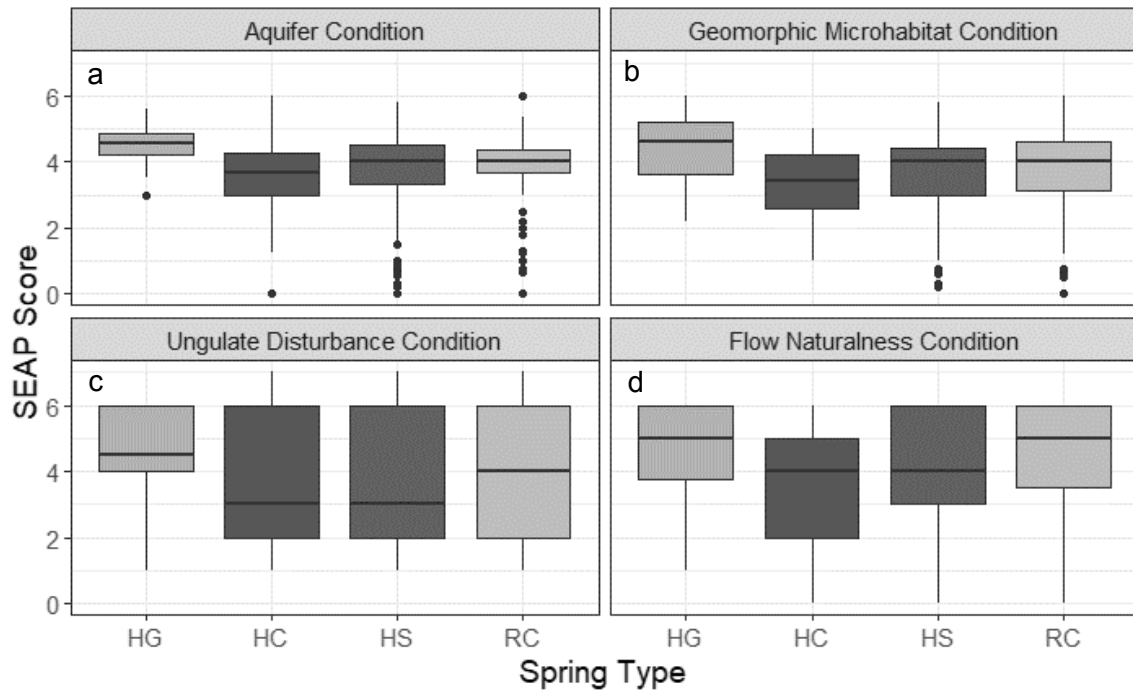 Aquifer Condition
Geomorphic Microhabitat Condition
a
b
6
4
2
0
Ungulate Disturbance Condition
Flow Naturalness Condition
c
d
6
4
2
0
SEAP Score
HG HC HS RC
HG HC HS RC
Spring Type